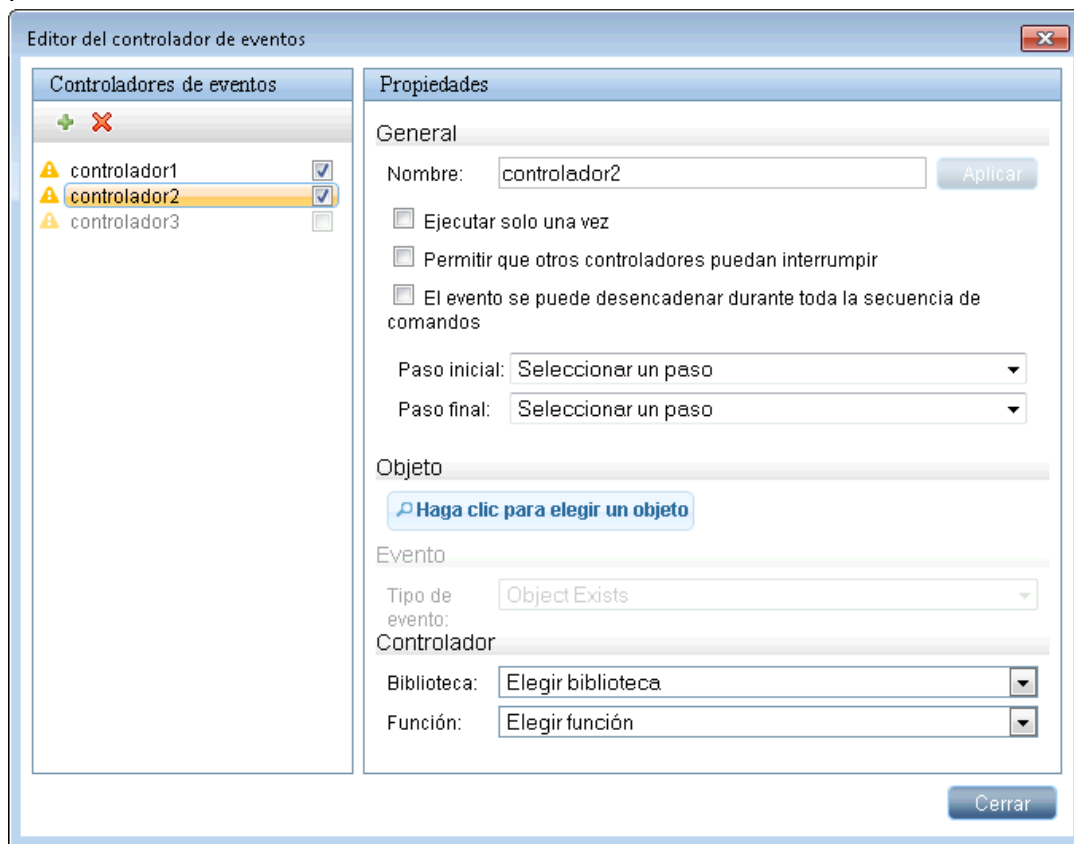 Editor del controlador de eventos
Controladores de eventos
controlador1
controlador2
controlador3
Propiedades
General
Nombre: controlador2 Aplicar
Ejecutar solo una vez
Permitir que otros controladores puedan interrumpir
El evento se puede desencadenar durante toda la secuencia de
comandos
Paso inicial: Seleccionar un paso
Paso final: Seleccionar un paso
Objeto
Haga clic para elegir un objeto
Evento
Tipo de Object Exists
evento:
Controlador
Biblioteca: Elegir biblioteca
Función: Elegir función
Cerrar